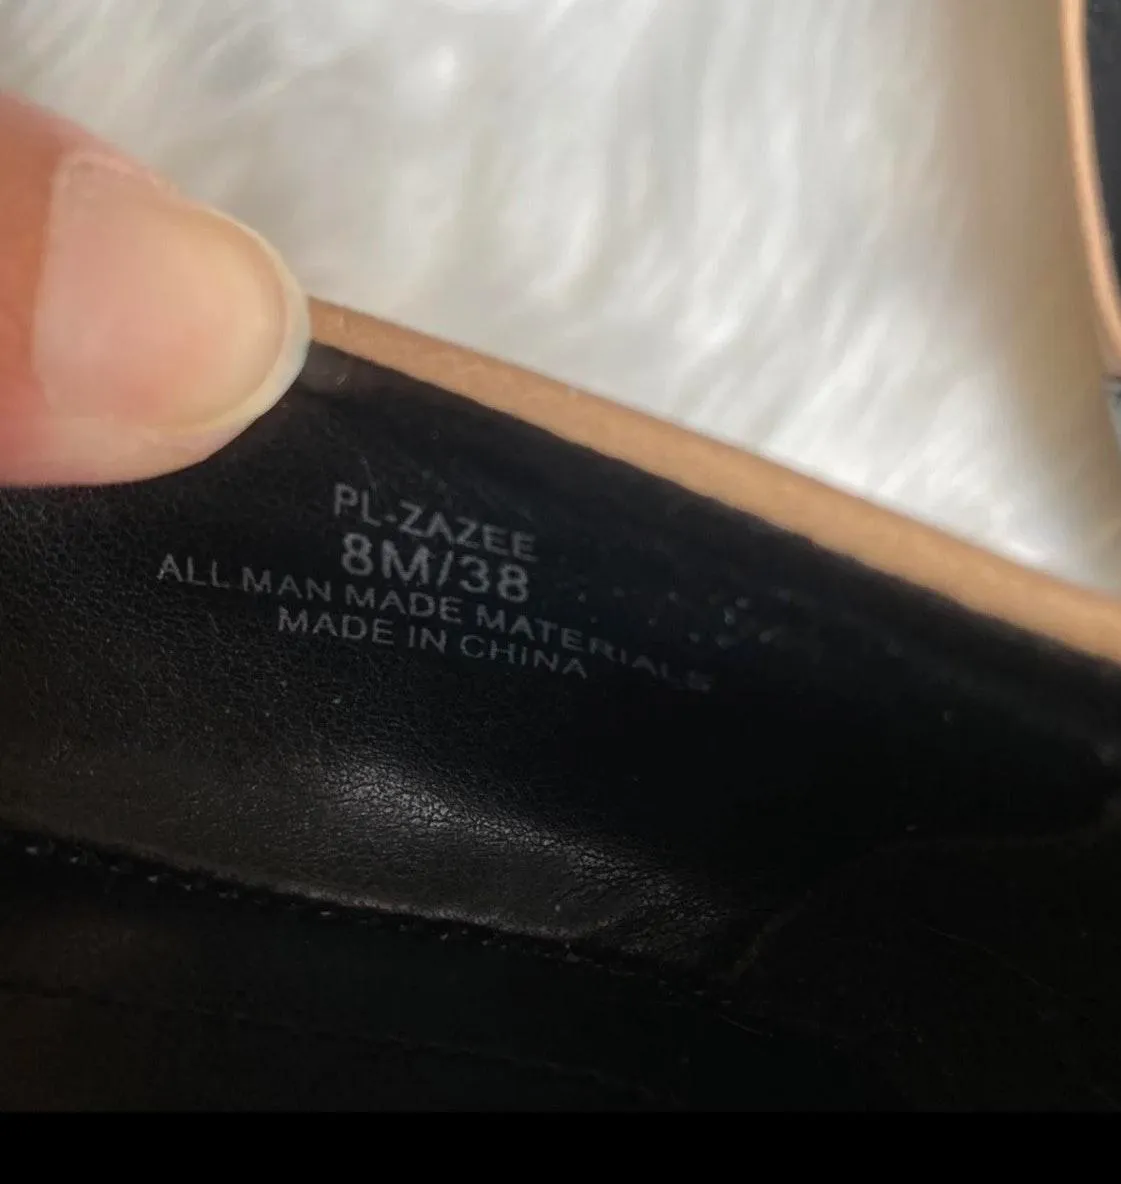 PL-ZAZEE
8M/38
ALL MAN MADE MATERIALS
MADE IN CHINA